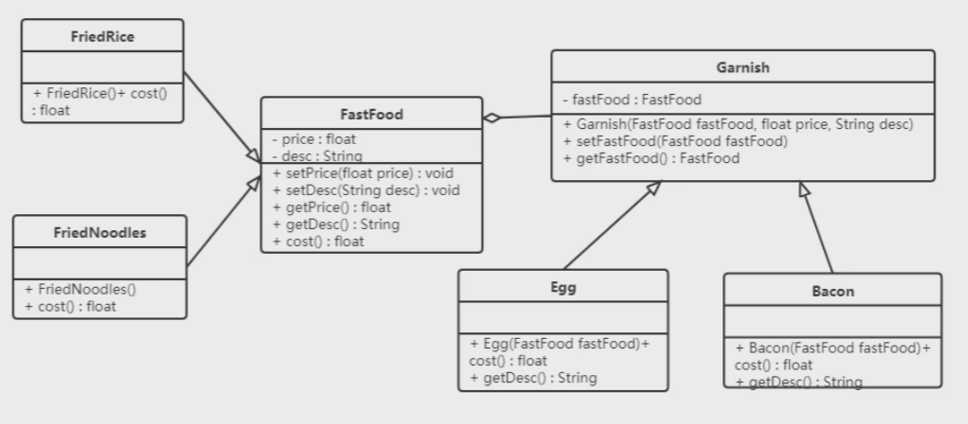 FriedRice
+ FriedRice()+ cost()
: float
FriedNoodles
+ FriedNoodles()
+ cost() : float
FastFood
- price : float
- desc : String
+ setPrice(float price) : void
+ setDesc(String desc) : void
+ getPrice() : float
+ getDesc() : String
+ cost() : float
Garnish
- fastFood : FastFood
+ Garnish(FastFood fastFood, float price, String desc)
+ setFastFood(FastFood fastFood)
+ getFastFood() : FastFood
Egg
+ Egg(FastFood fastFood)+
cost() : float
+ getDesc() : String
Bacon
+ Bacon(FastFood fastFood)+
cost() : float
+ getDesc() : String